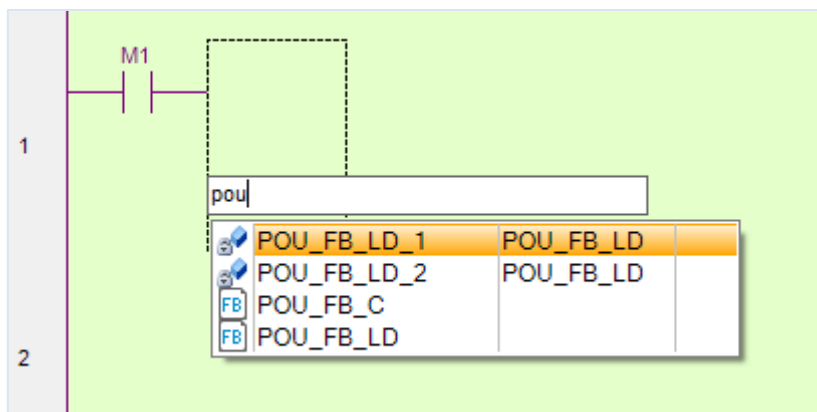 M1
1
pou
POU_FB_LD_1 POU_FB_LD
POU_FB_LD_2 POU_FB_LD
FB POU_FB_C
FB POU_FB_LD
2